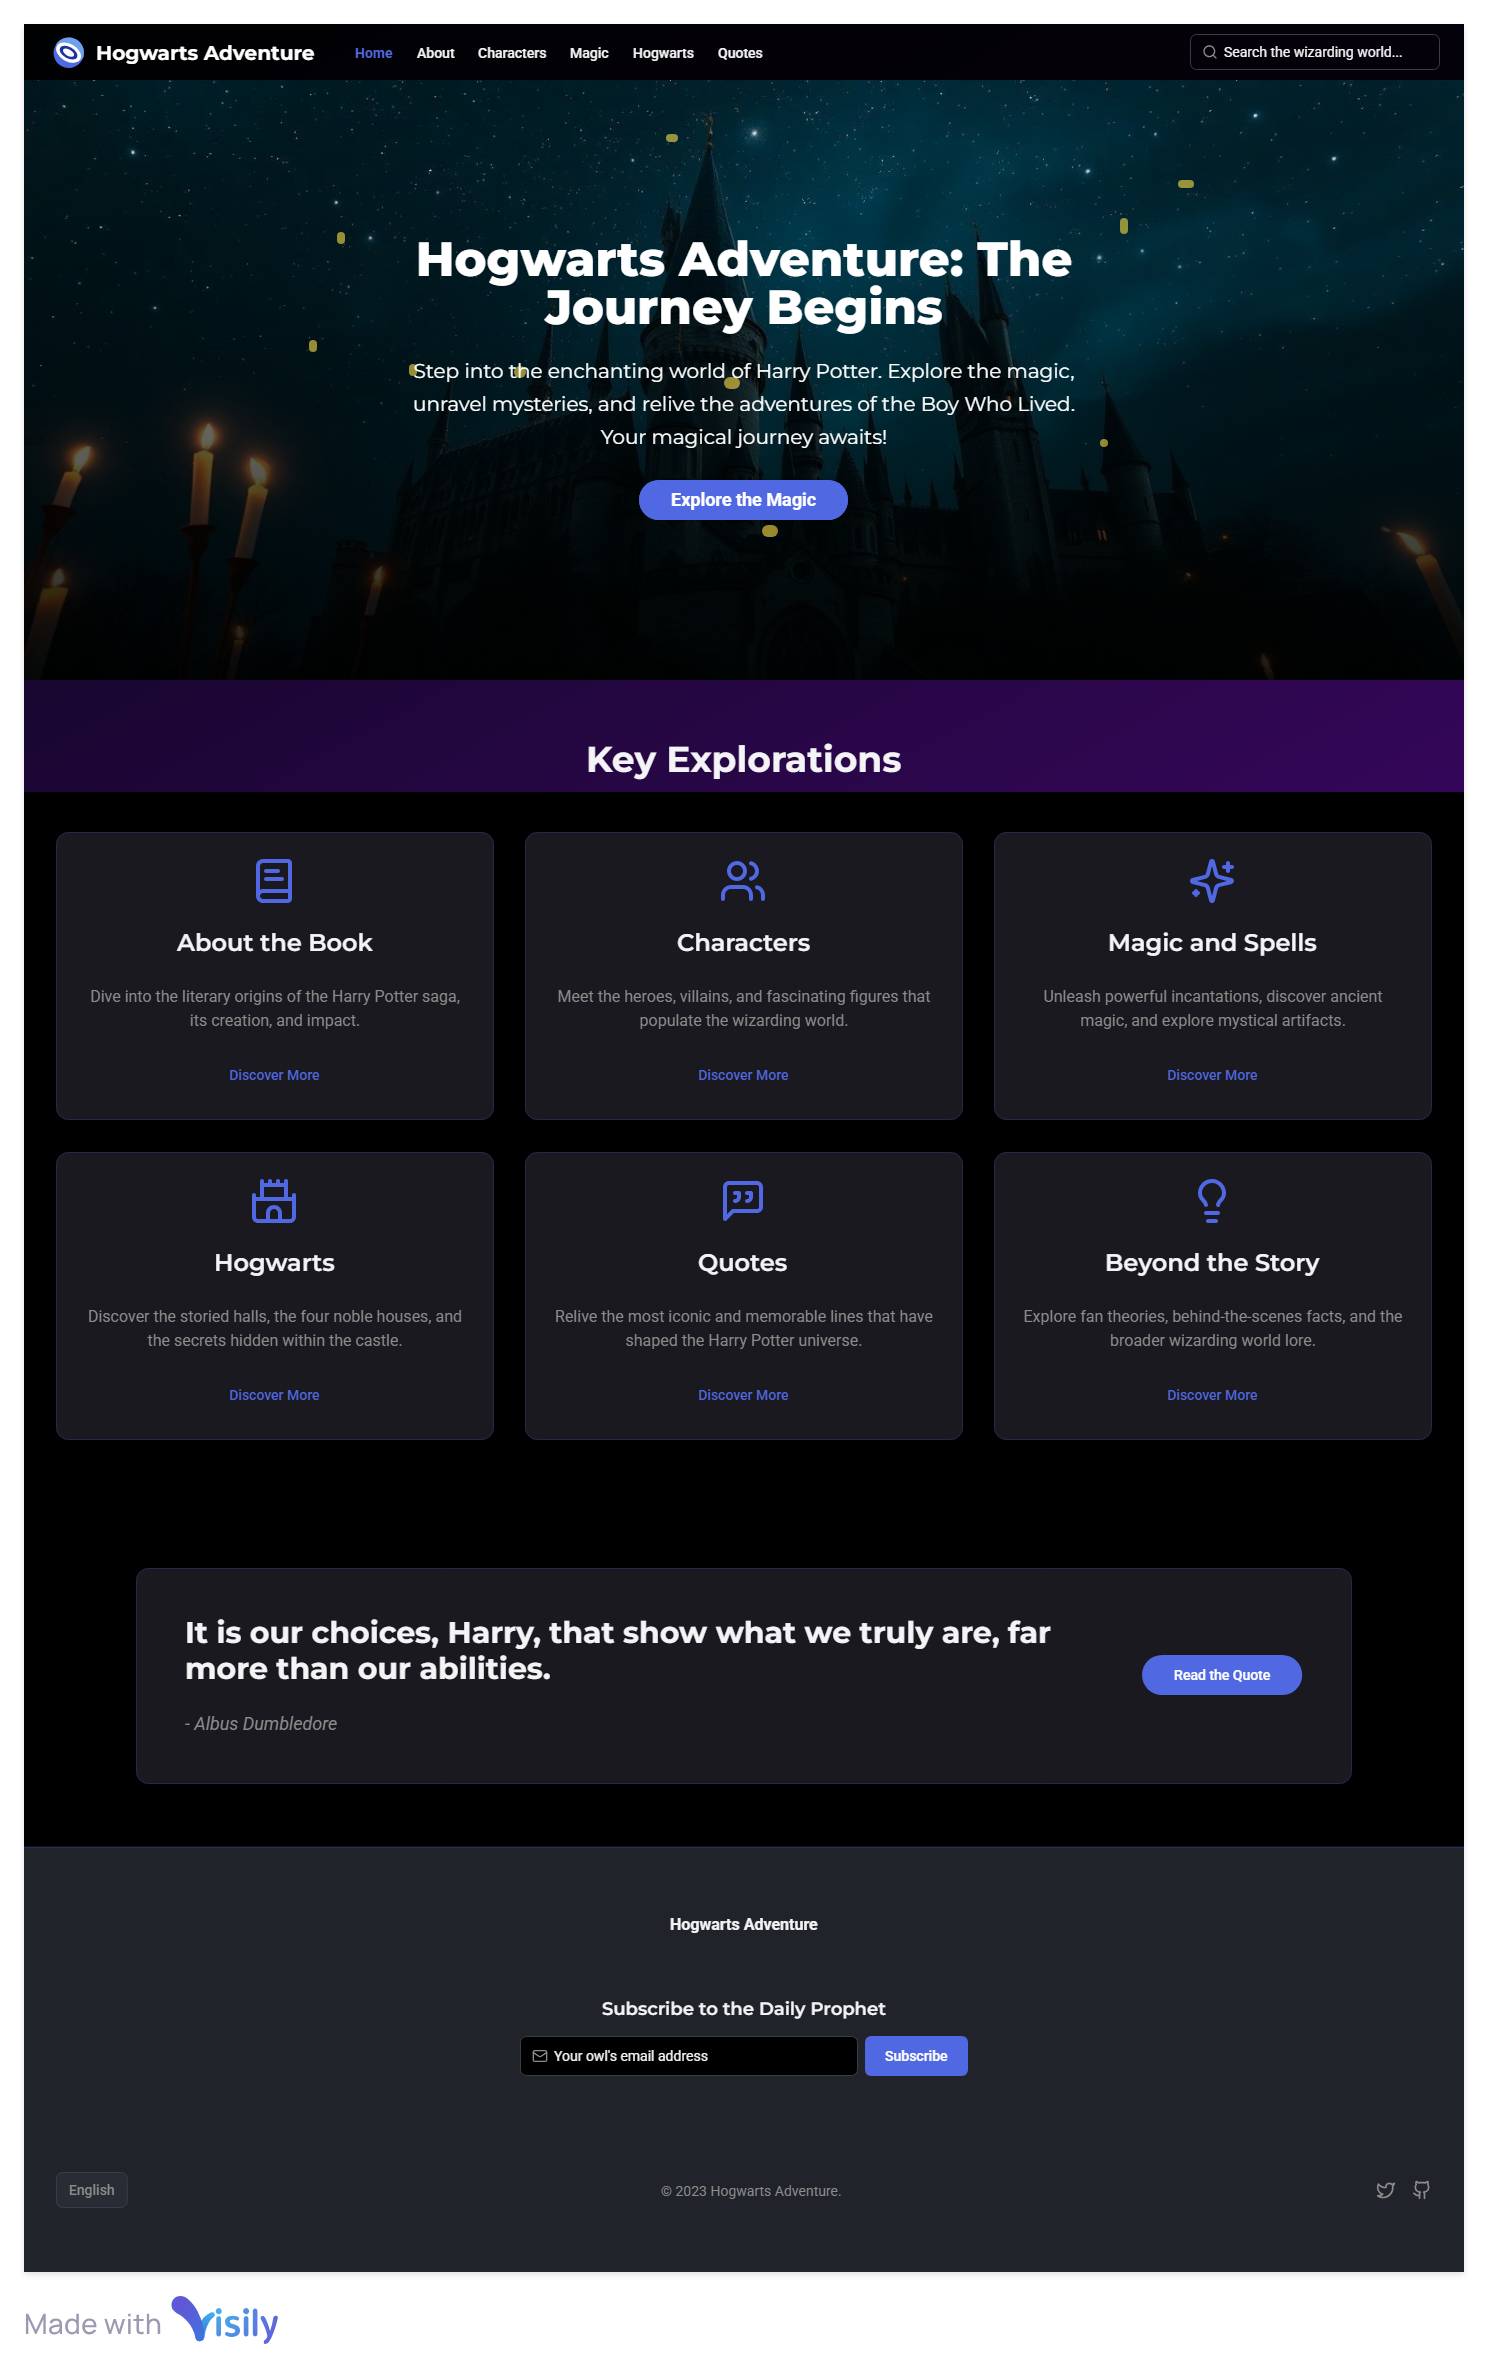 Hogwarts Adventure
Home
About
Characters
Magic
Hogwarts
Quotes
Search the wizarding world...
Hogwarts Adventure: The
Journey Begins
Step into the enchanting world of Harry Potter. Explore the magic,
unravel mysteries, and relive the adventures of the Boy Who Lived.
Your magical journey awaits!
Explore the Magic
Key Explorations
About the Book
Dive into the literary origins of the Harry Potter saga,
its creation, and impact.
Discover More
Characters
Meet the heroes, villains, and fascinating figures that
populate the wizarding world.
Discover More
Magic and Spells
Unleash powerful incantations, discover ancient
magic, and explore mystical artifacts.
Discover More
Hogwarts
Discover the storied halls, the four noble houses, and
the secrets hidden within the castle.
Discover More
Quotes
Relive the most iconic and memorable lines that have
shaped the Harry Potter universe.
Discover More
Beyond the Story
Explore fan theories, behind-the-scenes facts, and the
broader wizarding world lore.
Discover More
It is our choices, Harry, that show what we truly are, far
more than our abilities.
- Albus Dumbledore
Read the Quote
Hogwarts Adventure
Subscribe to the Daily Prophet
Your owl's email address
Subscribe
English
© 2023 Hogwarts Adventure.
Made with Visily